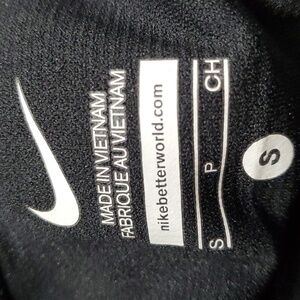 MADE IN VIETNAM
FABRIQUE AU VIETNAM
nikebetterworld.com
S P CH
S